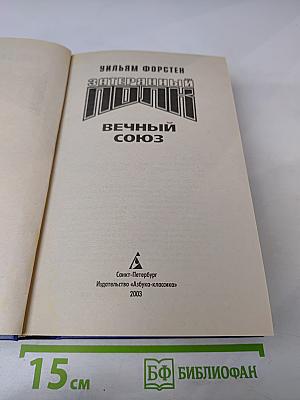 УИЛЬЯМ ФОРСТЕН
ЗАТЕРЯННЫЙ
ПОЛК
ВЕЧНЫЙ
СОЮЗ
Санкт-Петербург
Издательство «Азбука-классика»
2003
15 см
БФ БИБЛИОФАН